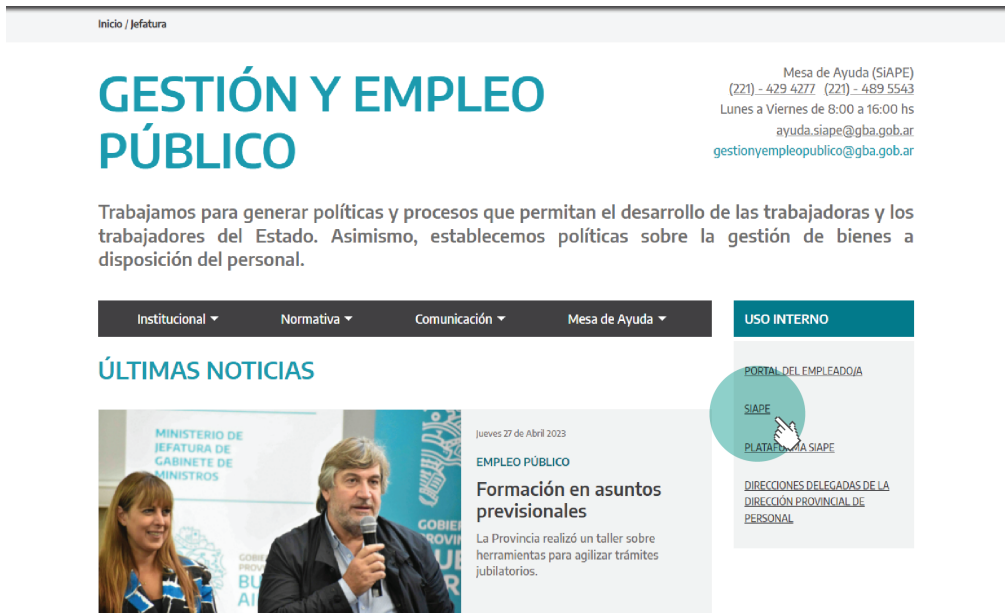 Inicio / Jefatura
GESTIÓN Y EMPLEO
PÚBLICO
Mesa de Ayuda (SiAPE)
(221) - 429 4277 (221) - 489 5543
Lunes a Viernes de 8:00 a 16:00 hs
ayuda.siape@gba.gob.ar
gestionyempleopublico@gba.gob.ar
Trabajamos para generar políticas y procesos que permitan el desarrollo de las trabajadoras y los
trabajadores del Estado. Asimismo, establecemos políticas sobre la gestión de bienes a
disposición del personal.
Institucional Normativa Comunicación Mesa de Ayuda
ÚLTIMAS NOTICIAS
MINISTERIO DE
JEFATURA DE
GABINETE DE
MINISTROS
Jueves 27 de Abril 2023
EMPLEO PÚBLICO
Formación en asuntos
previsionales
La Provincia realizó un taller sobre
herramientas para agilizar trámites
jubilatorios.
USO INTERNO
PORTAL DEL EMPLEADO/A
SIAPE
PLATAFORMA SIAPE
DIRECCIONES DELEGADAS DE LA
DIRECCIÓN PROVINCIAL DE
PERSONAL